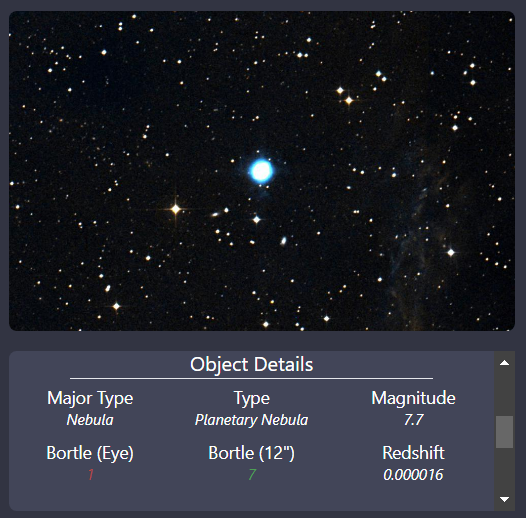 Object Details
Major Type Type Magnitude
Nebula Planetary Nebula 7.7
Bortle (Eye) Bortle (12") Redshift
1 7 0.000016